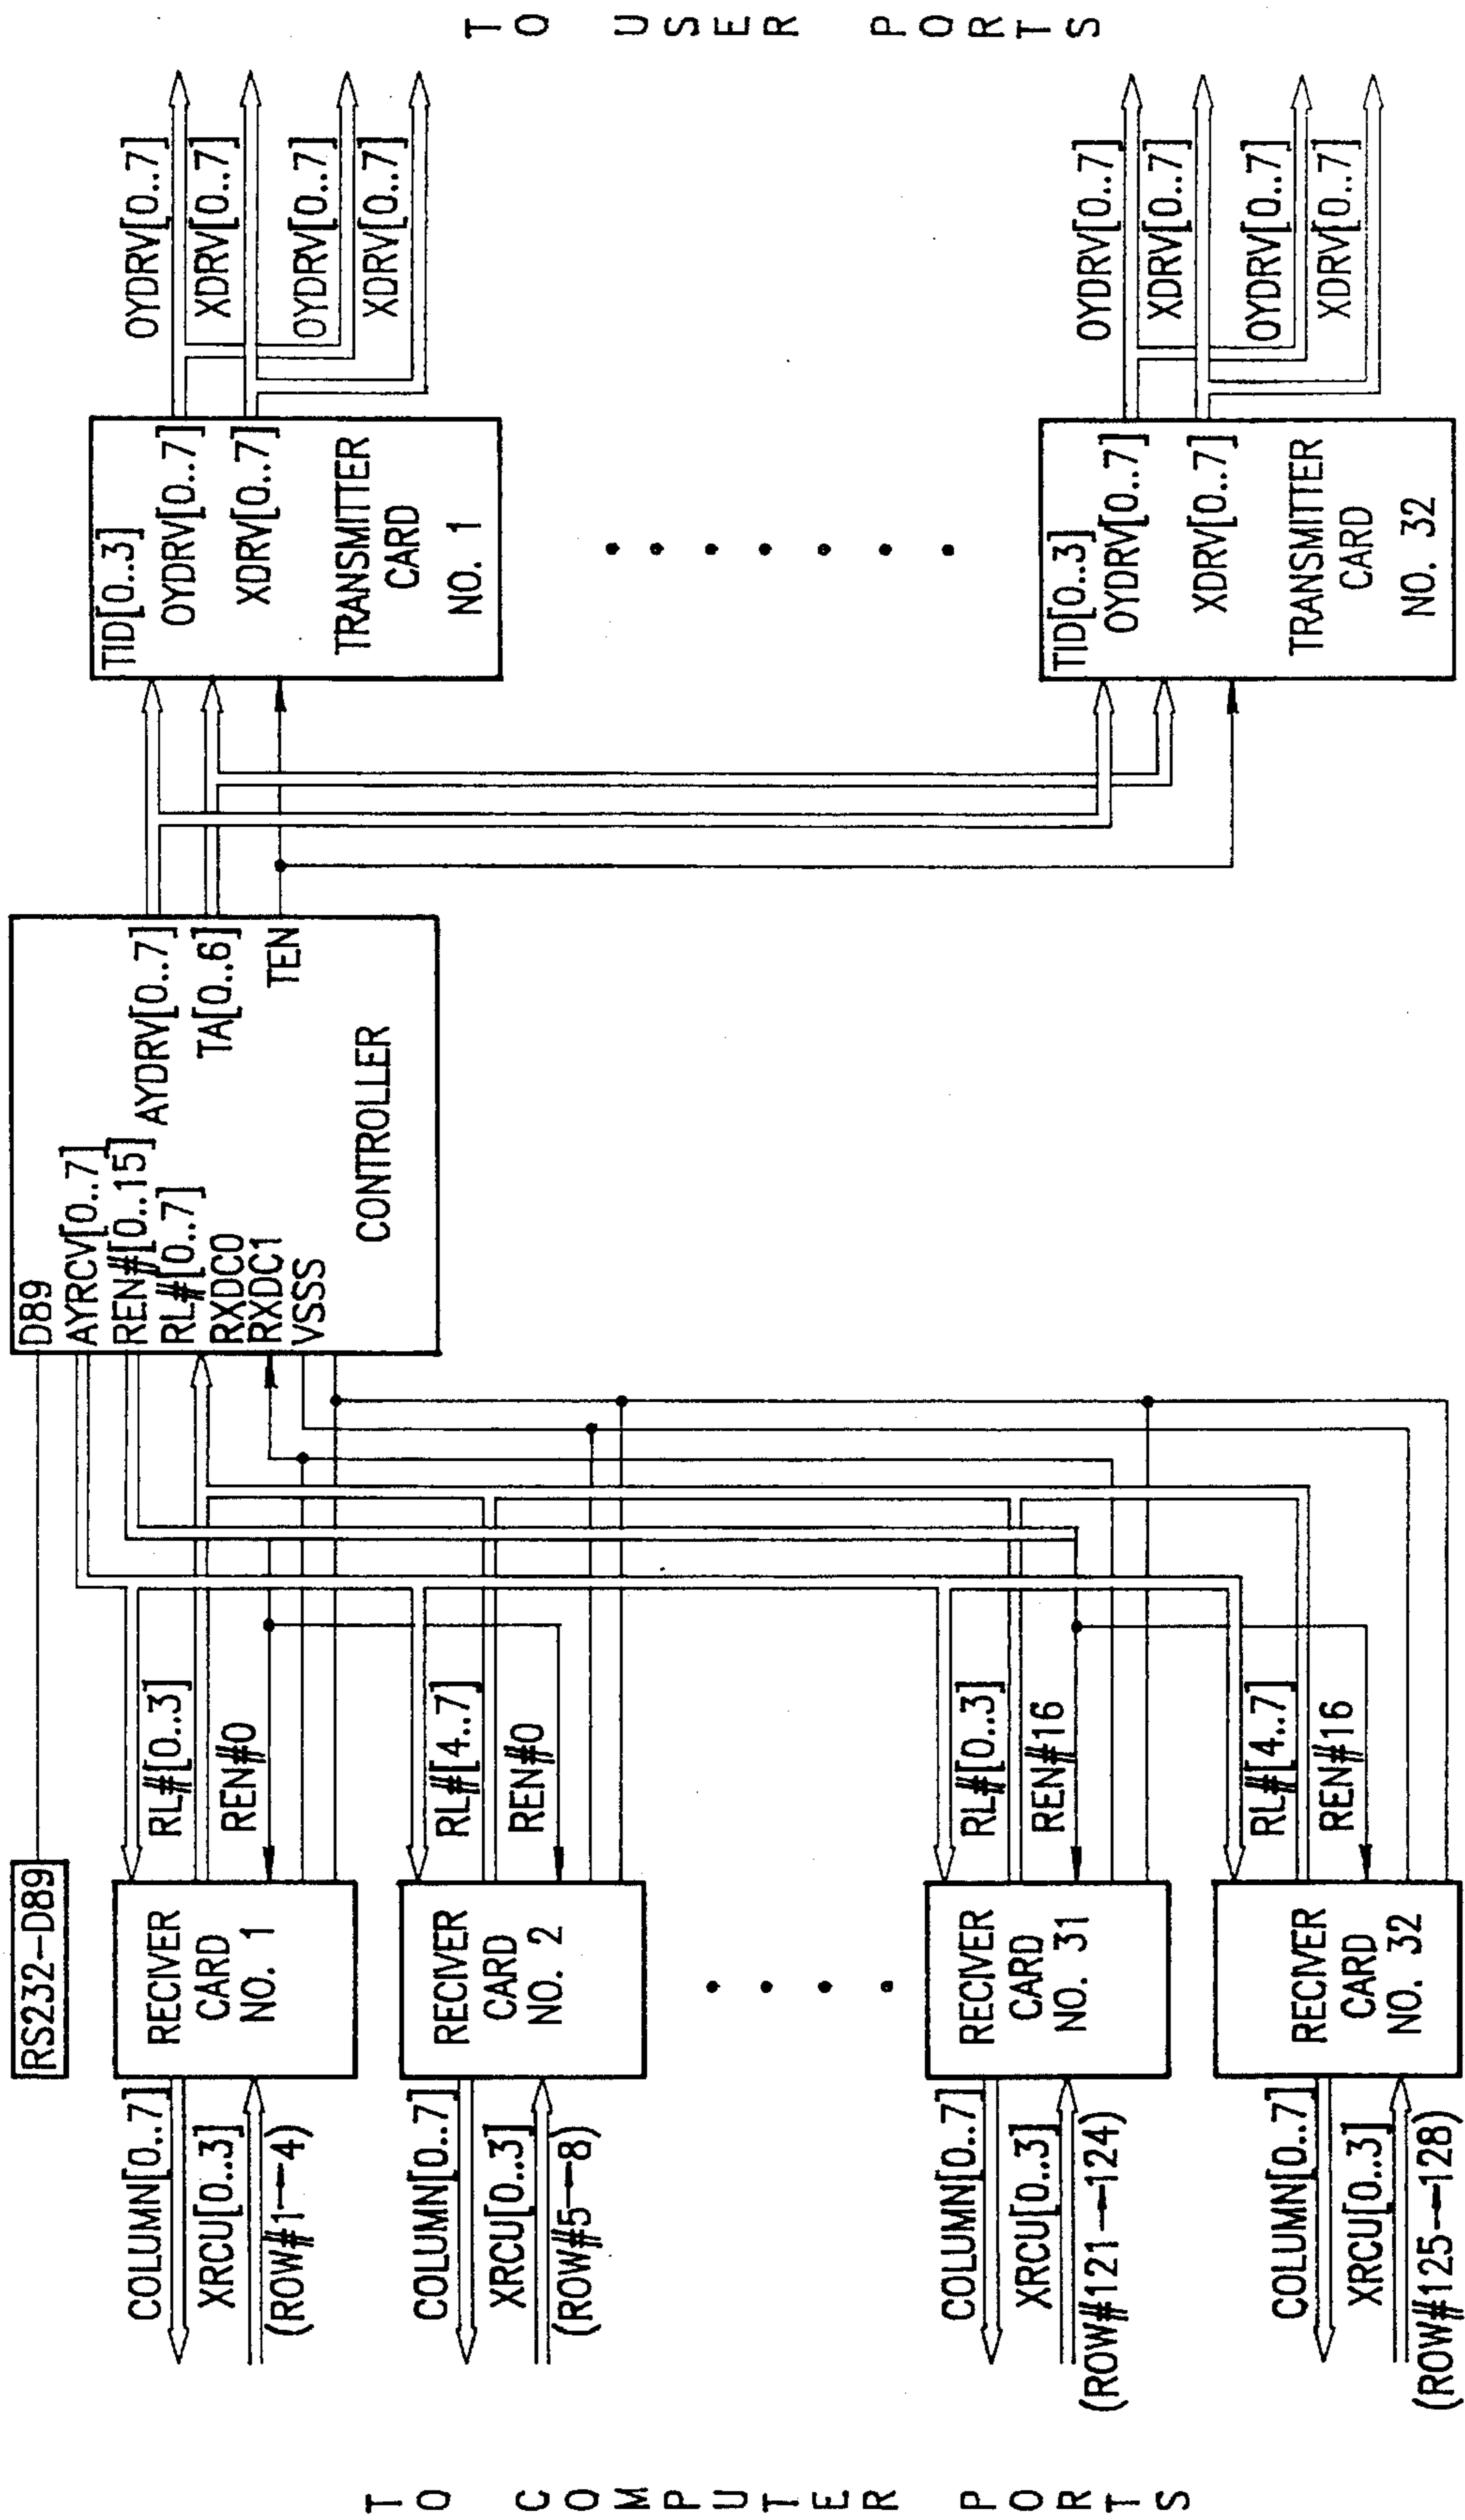 TO COMPUTER PORTS
COLUMN[0..7]
XRCU[0..3]
(ROW#1→4)
COLUMN[0..7]
XRCU[0..3]
(ROW#5→8)
COLUMN[0..7]
XRCU[0..3]
(ROW#121→124)
COLUMN[0..7]
XRCU[0..3]
(ROW#125→128)
RS232-D89
RECIVER
CARD
NO. 1
RECIVER
CARD
NO. 2
RECIVER
CARD
NO. 31
RECIVER
CARD
NO. 32
RL#[0..3]
REN#0
RL#[4..7]
REN#0
RL#[0..3]
REN#16
RL#[4..7]
REN#16
D89
AYRCV[0..7]
REN#[0..15]
RL#[0..7]
RXDC0
RXDC1
VSSS
AYDRV[0..7]
TA[0..6]
TEN
CONTROLLER
TID[0..3]
OYDRV[0..7]
XDRV[0..7]
TRANSMITTER
CARD
NO. 1
TID[0..3]
OYDRV[0..7]
XDRV[0..7]
TRANSMITTER
CARD
NO. 32
OYDRV[0..7]
XDRV[0..7]
OYDRV[0..7]
XDRV[0..7]
OYDRV[0..7]
XDRV[0..7]
OYDRV[0..7]
XDRV[0..7]
TO USER PORTS